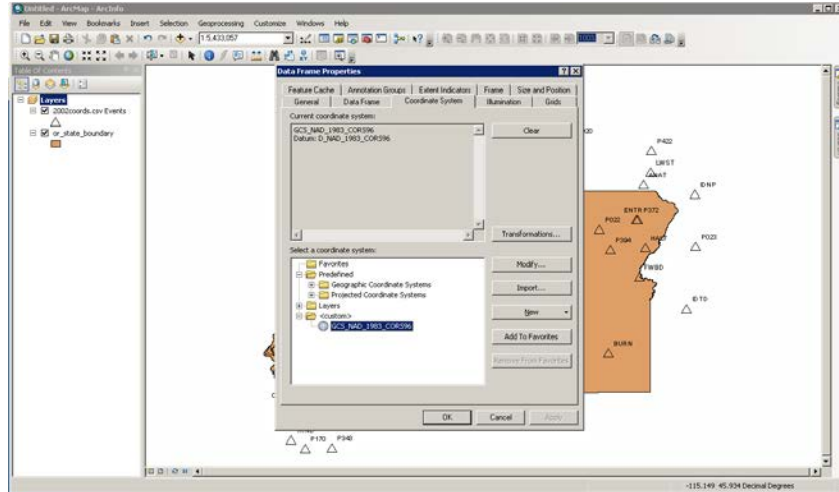 Untitled - ArcMap - ArcInfo
File Edit View Bookmarks Insert Selection Geoprocessing Customize Windows Help
1:5,433,057
Table Of Contents
Layers
2002coords.csv Events
or_state_boundary
Data Frame Properties
Feature Cache Annotation Groups Extent Indicators Frame Size and Position
General Data Frame Coordinate System Illumination Grids
Current coordinate system:
GCS_NAD_1983_CORS96
Datum: D_NAD_1983_CORS96
Clear
Transformations...
Select a coordinate system:
Favorites
Predefined
Geographic Coordinate Systems
Projected Coordinate Systems
Layers
<custom>
GCS_NAD_1983_CORS96
Modify...
Import...
New
Add To Favorites
Remove From Favorites
OK Cancel Apply
P422
LWST
IDNP
ENTR P372
P022
P394
P023
FWBD
IDTD
BURN
P170 P348
-115.149 45.934 Decimal Degrees